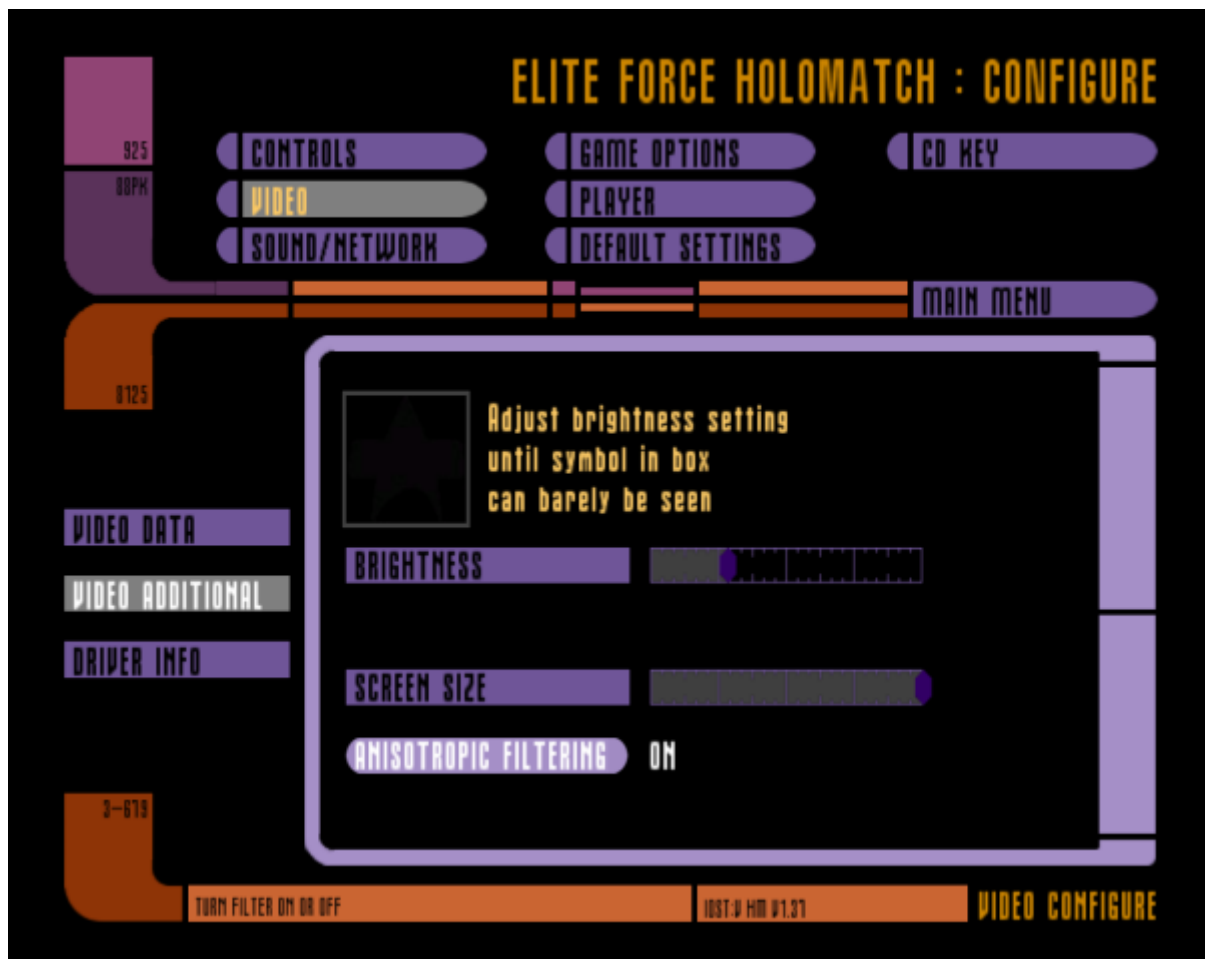 ELITE FORCE HOLOMATCH : CONFIGURE
925
CONTROLS
GAME OPTIONS
CD KEY
88PK
VIDEO
PLAYER
SOUND/NETWORK
DEFAULT SETTINGS
MAIN MENU
0125
Adjust brightness setting
until symbol in box
can barely be seen
VIDEO DATA
BRIGHTNESS
VIDEO ADDITIONAL
DRIVER INFO
SCREEN SIZE
ANISOTROPIC FILTERING ON
3-679
TURN FILTER ON OR OFF
VIDEO CONFIGURE